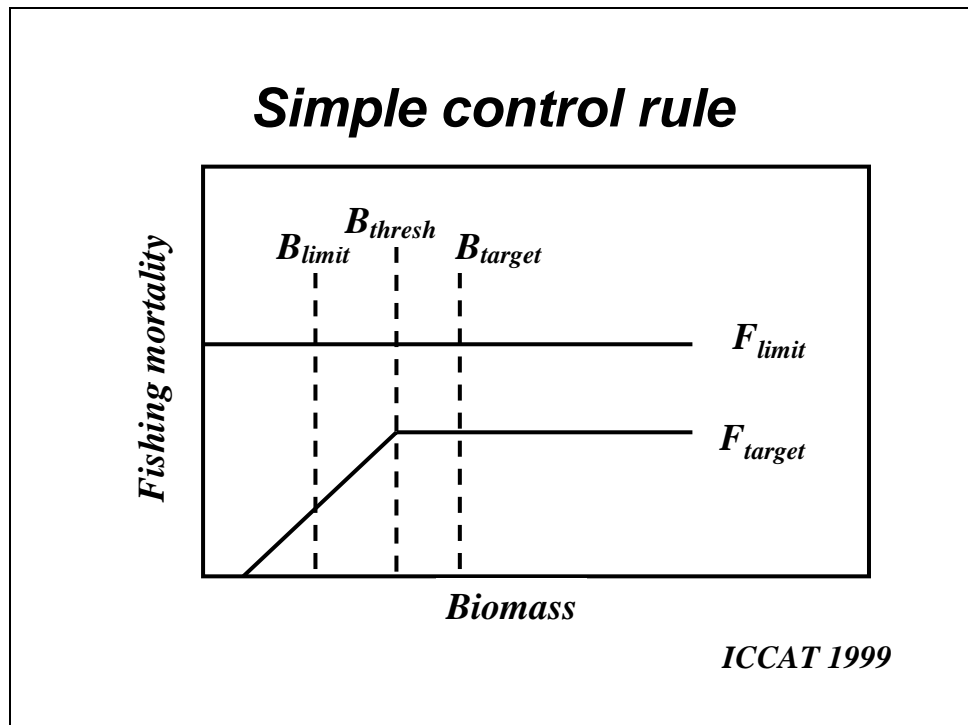 Simple control rule
B_thresh
B_limit
B_target
Fishing mortality
F_limit
F_target
Biomass
ICCAT 1999